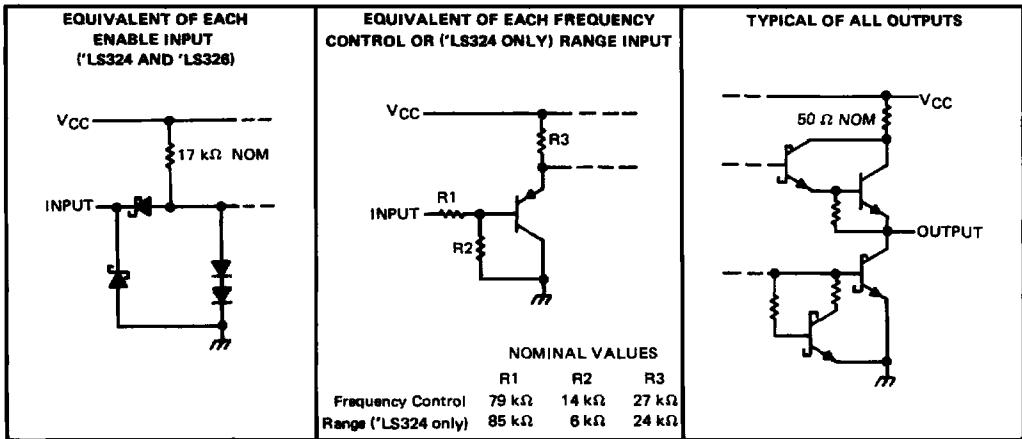 EQUIVALENT OF EACH
ENABLE INPUT
('LS324 AND 'LS326)
VCC
17 kΩ NOM
INPUT
EQUIVALENT OF EACH FREQUENCY
CONTROL OR ('LS324 ONLY) RANGE INPUT
VCC
R3
R1
INPUT
R2
NOMINAL VALUES
R1 R2 R3
Frequency Control 79 kΩ 14 kΩ 27 kΩ
Range ('LS324 only) 85 kΩ 6 kΩ 24 kΩ
TYPICAL OF ALL OUTPUTS
VCC
50 Ω NOM
OUTPUT